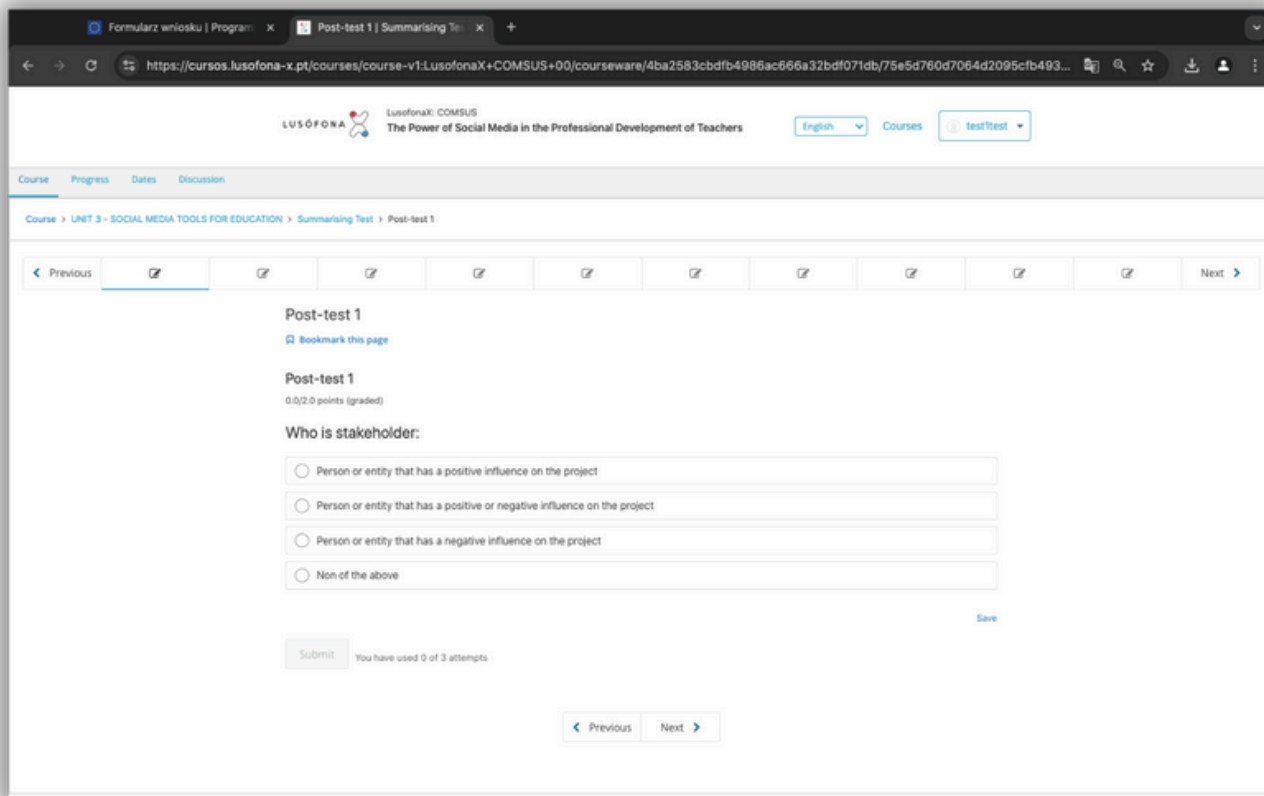 Formularz wniosku | Program
Post-test 1 | Summarising Te
https://cursos.lusofona-x.pt/courses/course-v1:LusofonaX+COMSUS+00/courseware/4ba2583cbdfb4986ac666a32bdf071db/75e5d760d7064d2095cfb493...
LUSÓFONA
LusofonaX: COMSUS
The Power of Social Media in the Professional Development of Teachers
English
Courses
test1test
Course
Progress
Dates
Discussion
Course > UNIT 3 - SOCIAL MEDIA TOOLS FOR EDUCATION > Summarising Test > Post-test 1
Previous
Next
Post-test 1
Bookmark this page
Post-test 1
0.0/2.0 points (graded)
Who is stakeholder:
Person or entity that has a positive influence on the project
Person or entity that has a positive or negative influence on the project
Person or entity that has a negative influence on the project
Non of the above
Save
Submit
You have used 0 of 3 attempts
Previous
Next